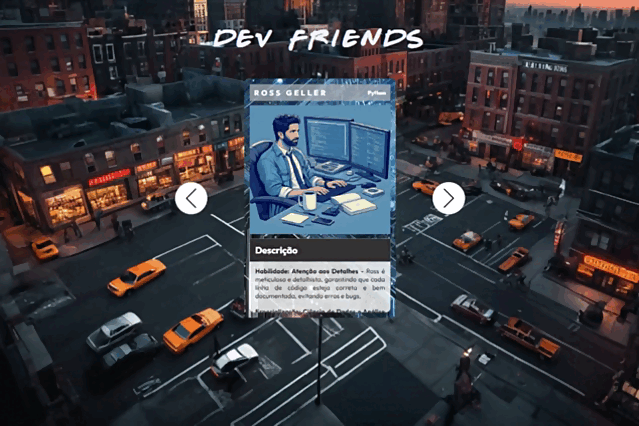 DEV FRIENDS
ROSS GELLER Python
Descrição
Habilidade: Atenção aos Detalhes - Ross é
meticuloso e detalhista, garantindo que cada
linha de código esteja correta e bem
documentada, evitando erros e bugs.